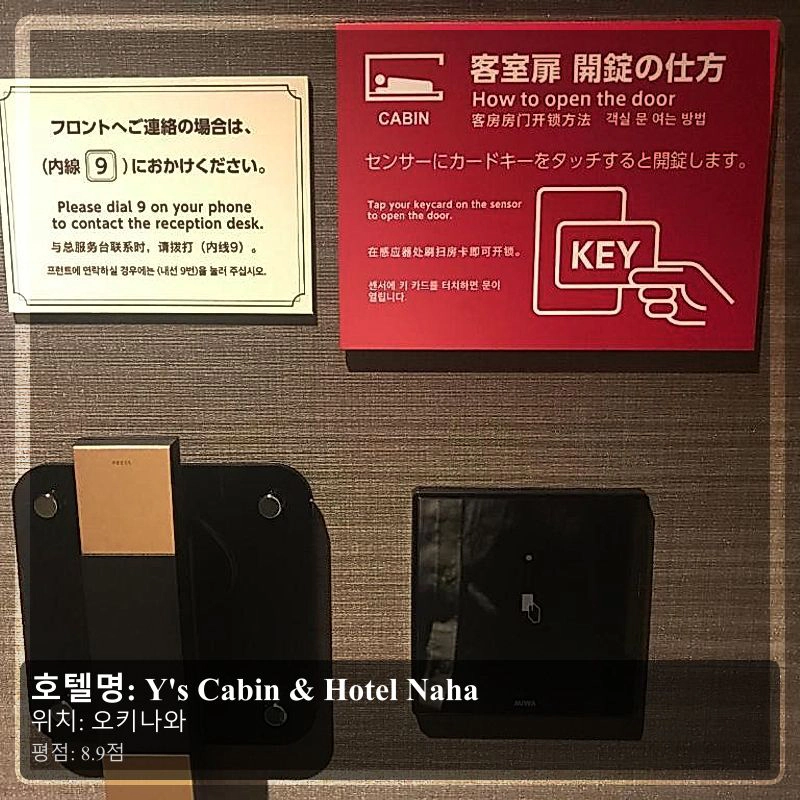 フロントへご連絡の場合は、
(内線 9 )におかけください。
Please dial 9 on your phone
to contact the reception desk.
与总服务台联系时，请拨打（内线9）。
프런트에 연락하실 경우에는 (내선 9번)을 눌러 주십시오.
CABIN
客室扉 開錠の仕方
How to open the door
客房房门开锁方法 객실 문 여는 방법
センサーにカードキーをタッチすると開錠します。
Tap your keycard on the sensor
to open the door.
在感应器处刷扫房卡即可开锁。
센서에 키 카드를 터치하면 문이
열립니다.
KEY
PRESS
호텔명: Y's Cabin & Hotel Naha
위치: 오키나와
평점: 8.9점